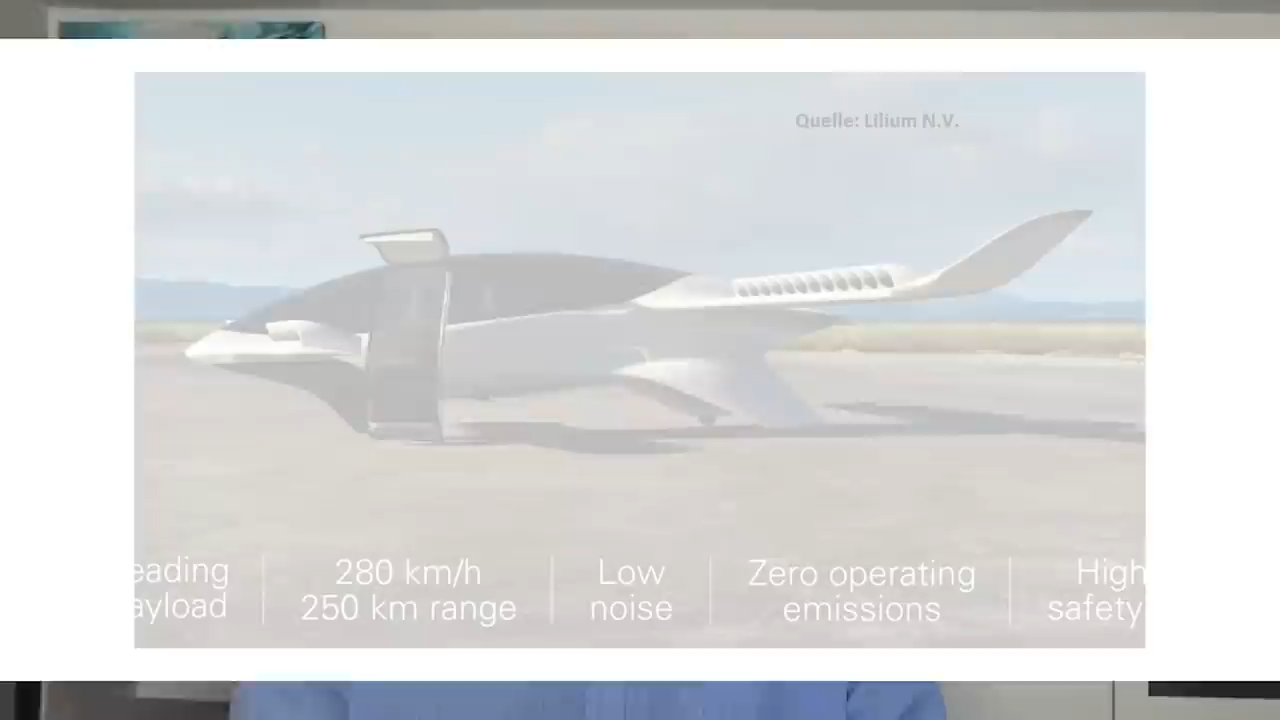 Quelle: Lilium N.V.
eading
ayload
280 km/h
250 km range
Low
noise
Zero operating
emissions
High
safety